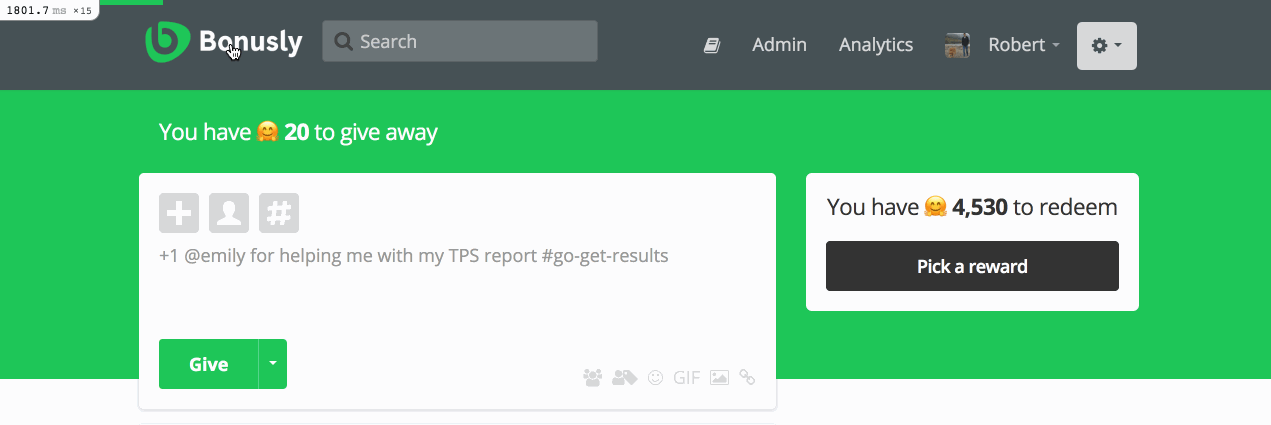 1801.7 ms ×15
Bonusly
Search
Admin
Analytics
Robert
You have 🤗 20 to give away
+1 @emily for helping me with my TPS report #go-get-results
Give
GIF
You have 🤗 4,530 to redeem
Pick a reward